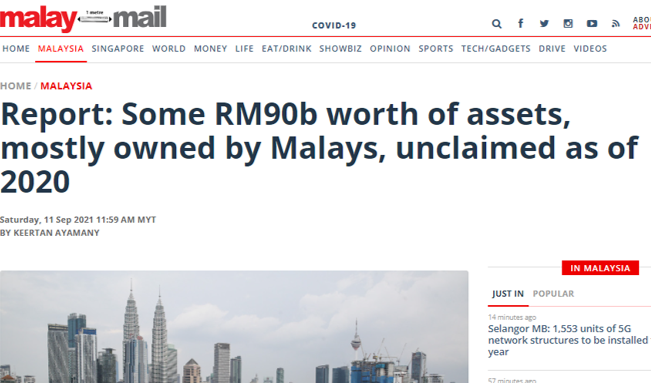 malay mail
1 metre
COVID-19
ABO
ADVE
HOME MALAYSIA SINGAPORE WORLD MONEY LIFE EAT/DRINK SHOWBIZ OPINION SPORTS TECH/GADGETS DRIVE VIDEOS
HOME / MALAYSIA
Report: Some RM90b worth of assets,
mostly owned by Malays, unclaimed as of
2020
Saturday, 11 Sep 2021 11:59 AM MYT
BY KEERTAN AYAMANY
IN MALAYSIA
JUST IN POPULAR
14 minutes ago
Selangor MB: 1,553 units of 5G
network structures to be installed
year
57 minutes ago